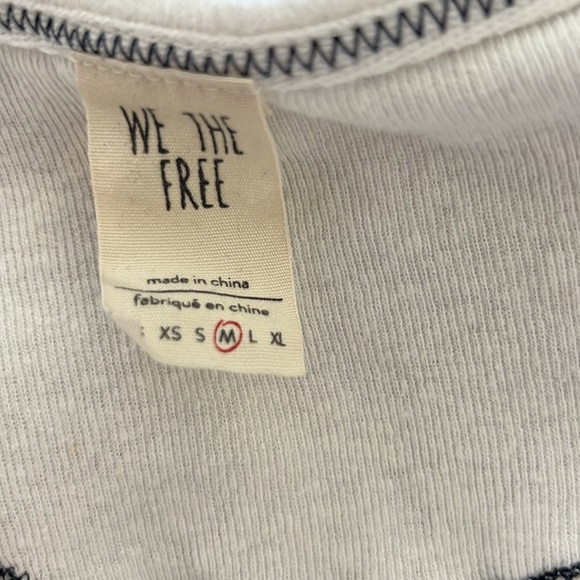 WE THE
FREE
made in china
fabriqué en chine
XS S M L XL